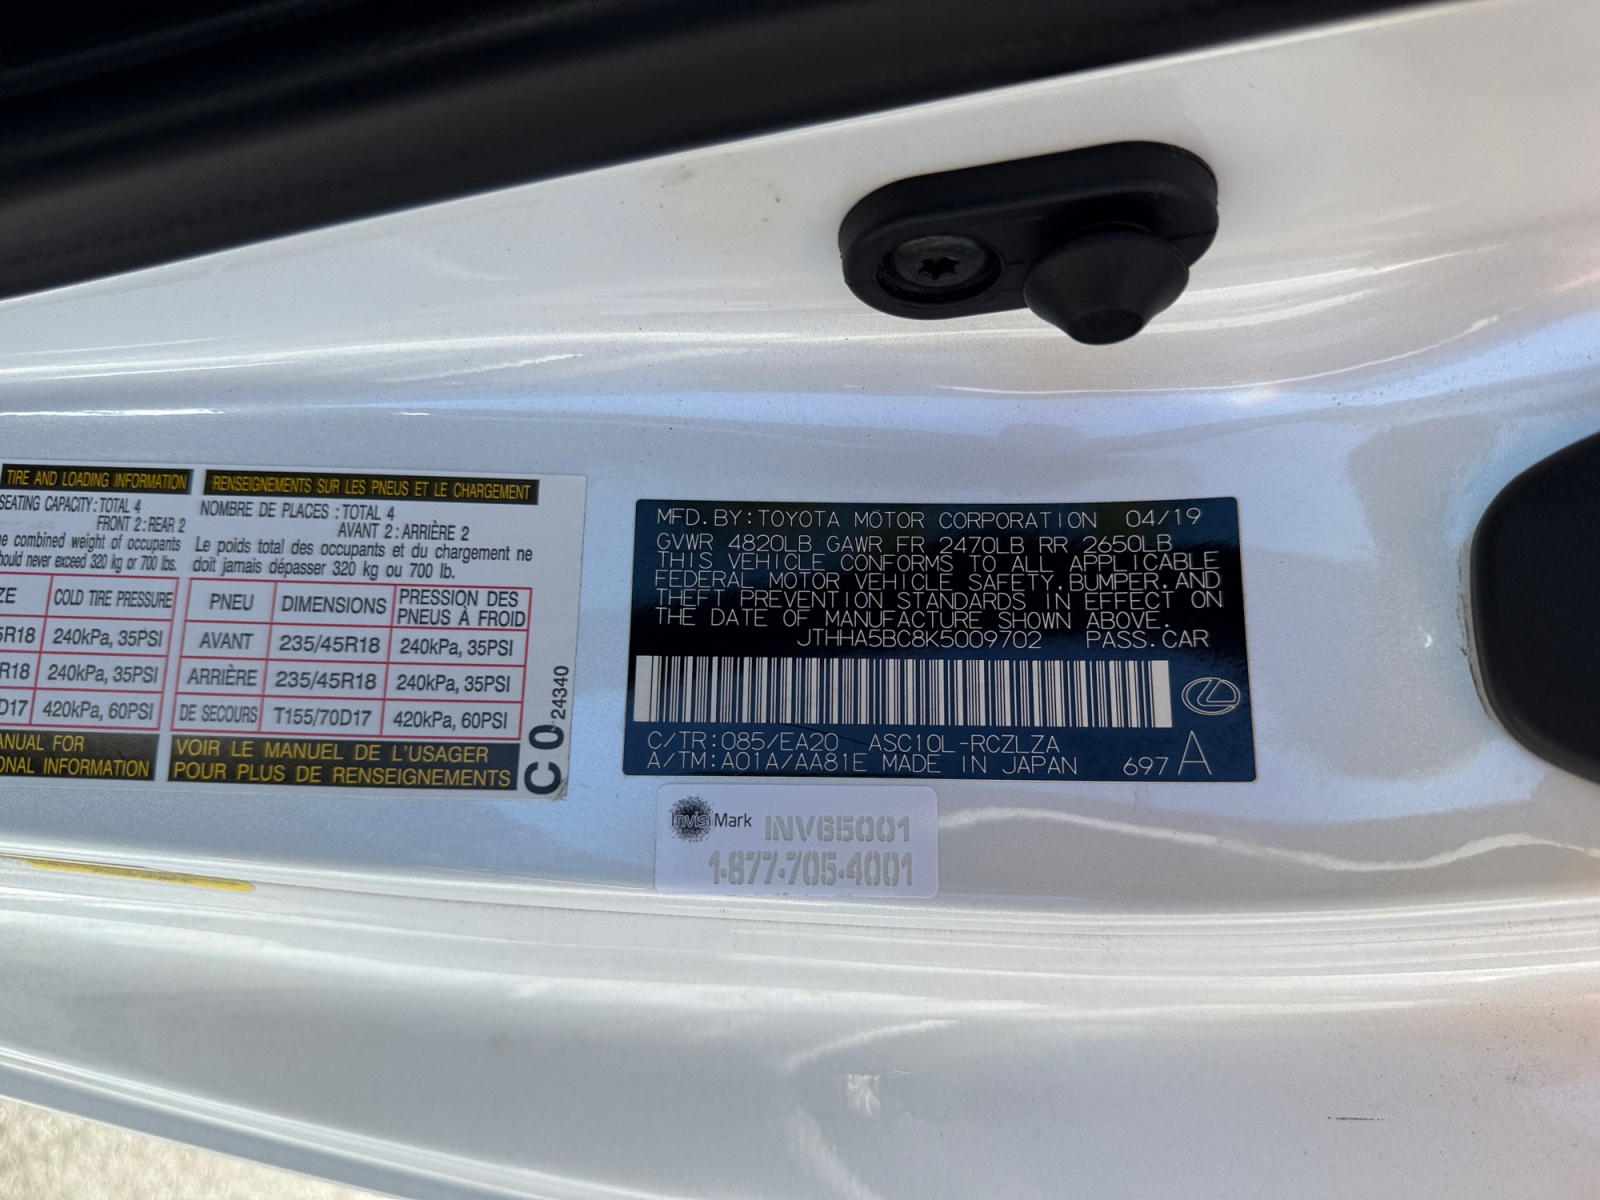 TIRE AND LOADING INFORMATION
SEATING CAPACITY : TOTAL 4
FRONT 2 : REAR 2
combined weight of occupants
should never exceed 320 kg or 700 lbs.
COLD TIRE PRESSURE
5R18 240kPa, 35PSI
R18 240kPa, 35PSI
D17 420kPa, 60PSI
MANUAL FOR
INFORMATION
RENSEIGNEMENTS SUR LES PNEUS ET LE CHARGEMENT
NOMBRE DE PLACES : TOTAL 4
AVANT 2 : ARRIÈRE 2
Le poids total des occupants et du chargement ne
doit jamais dépasser 320 kg ou 700 lb.
PNEU DIMENSIONS PRESSION DES
PNEUS À FROID
AVANT 235/45R18 240kPa, 35PSI
ARRIÈRE 235/45R18 240kPa, 35PSI
DE SECOURS T155/70D17 420kPa, 60PSI
VOIR LE MANUEL DE L'USAGER
POUR PLUS DE RENSEIGNEMENTS
C0 24340
MFD. BY: TOYOTA MOTOR CORPORATION 04/19
GVWR 4820LB GAWR FR 2470LB RR 2650LB
THIS VEHICLE CONFORMS TO ALL APPLICABLE
FEDERAL MOTOR VEHICLE SAFETY, BUMPER, AND
THEFT PREVENTION STANDARDS IN EFFECT ON
THE DATE OF MANUFACTURE SHOWN ABOVE.
JTHHA5BC8K5009702 PASS. CAR
C/TR: 085/EA20 ASC10L-RCZLZA
A/TM: A01A/AA81E MADE IN JAPAN 697 A
InvisiMark INV65001
1-877-705-4001